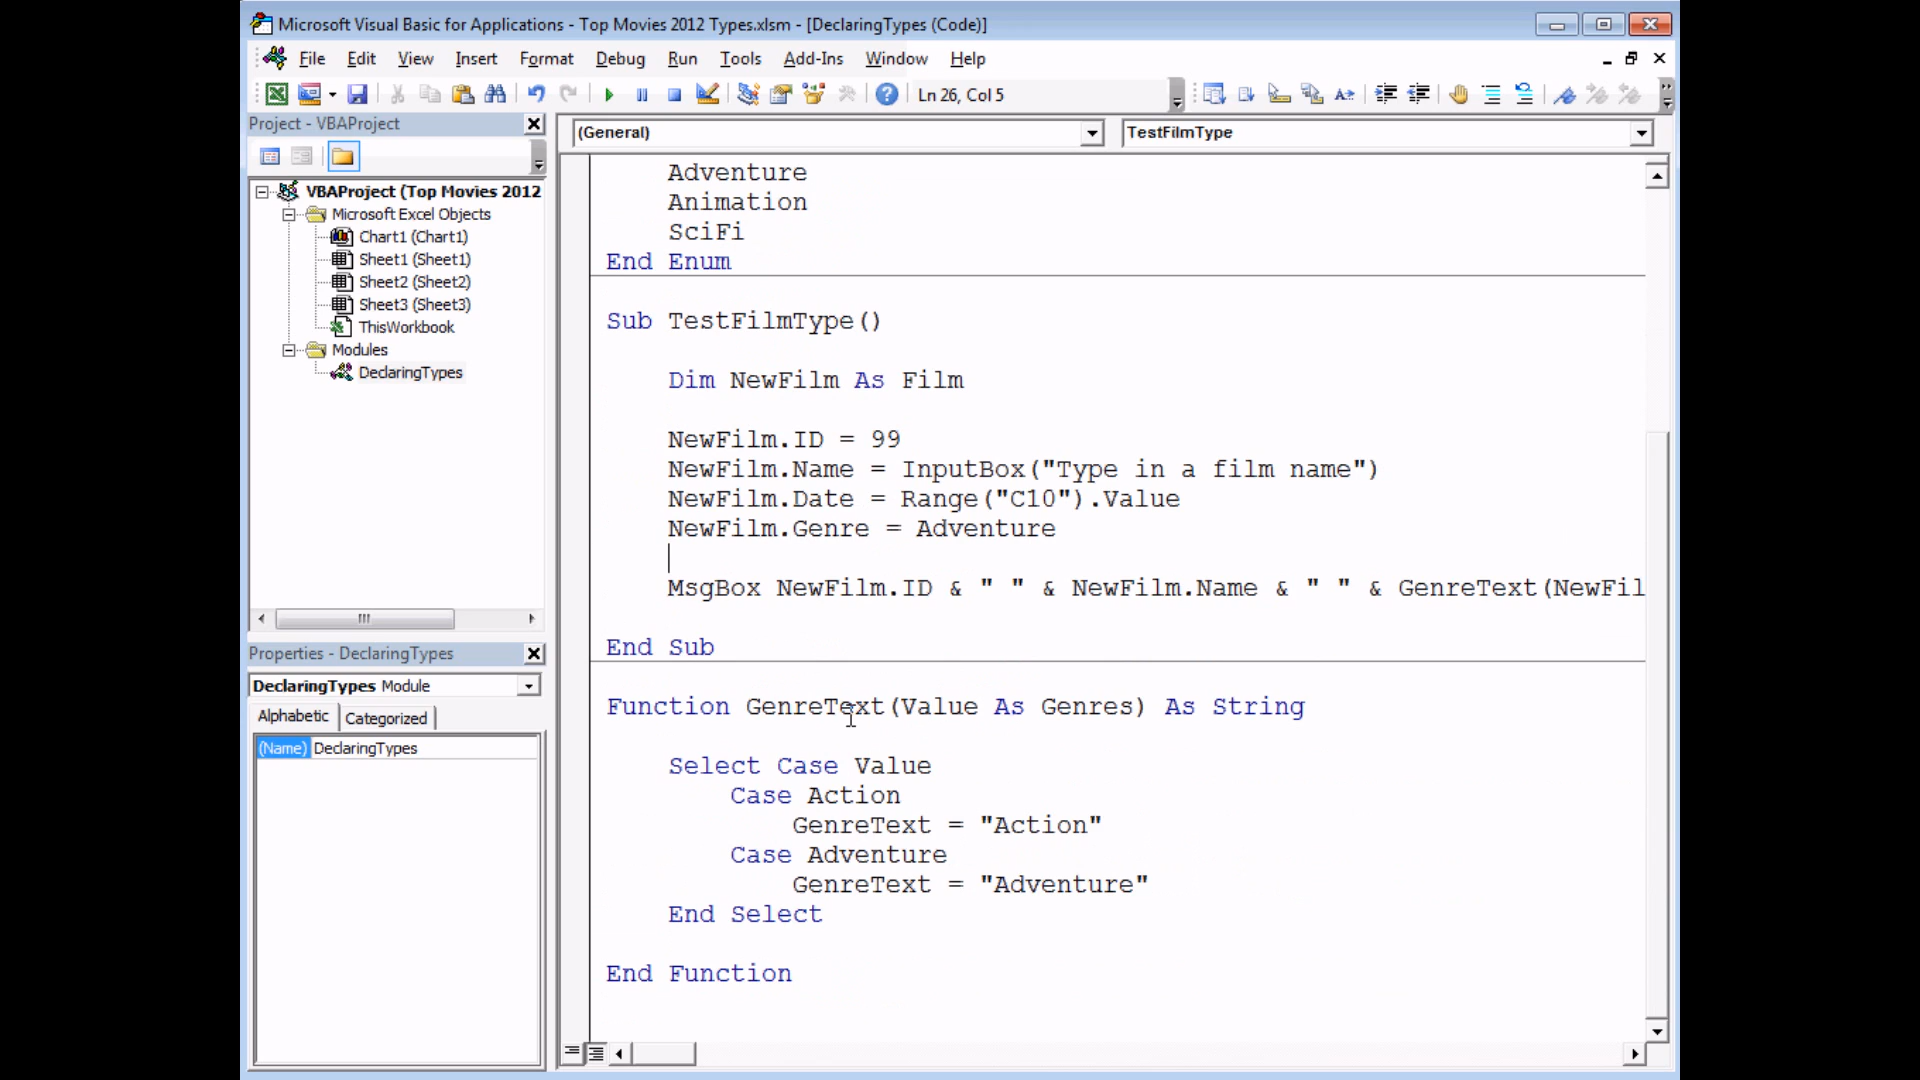 Microsoft Visual Basic for Applications - Top Movies 2012 Types.xlsm - [DeclaringTypes (Code)]
File Edit View Insert Format Debug Run Tools Add-Ins Window Help
Ln 26, Col 5
Project - VBAProject
VBAProject (Top Movies 2012
Microsoft Excel Objects
Chart1 (Chart1)
Sheet1 (Sheet1)
Sheet2 (Sheet2)
Sheet3 (Sheet3)
ThisWorkbook
Modules
DeclaringTypes
Properties - DeclaringTypes
DeclaringTypes Module
Alphabetic Categorized
(Name) DeclaringTypes
(General) TestFilmType
Adventure
Animation
SciFi
End Enum
Sub TestFilmType()
Dim NewFilm As Film
NewFilm.ID = 99
NewFilm.Name = InputBox("Type in a film name")
NewFilm.Date = Range("C10").Value
NewFilm.Genre = Adventure
MsgBox NewFilm.ID & " " & NewFilm.Name & " " & GenreText(NewFil
End Sub
Function GenreText(Value As Genres) As String
Select Case Value
Case Action
GenreText = "Action"
Case Adventure
GenreText = "Adventure"
End Select
End Function